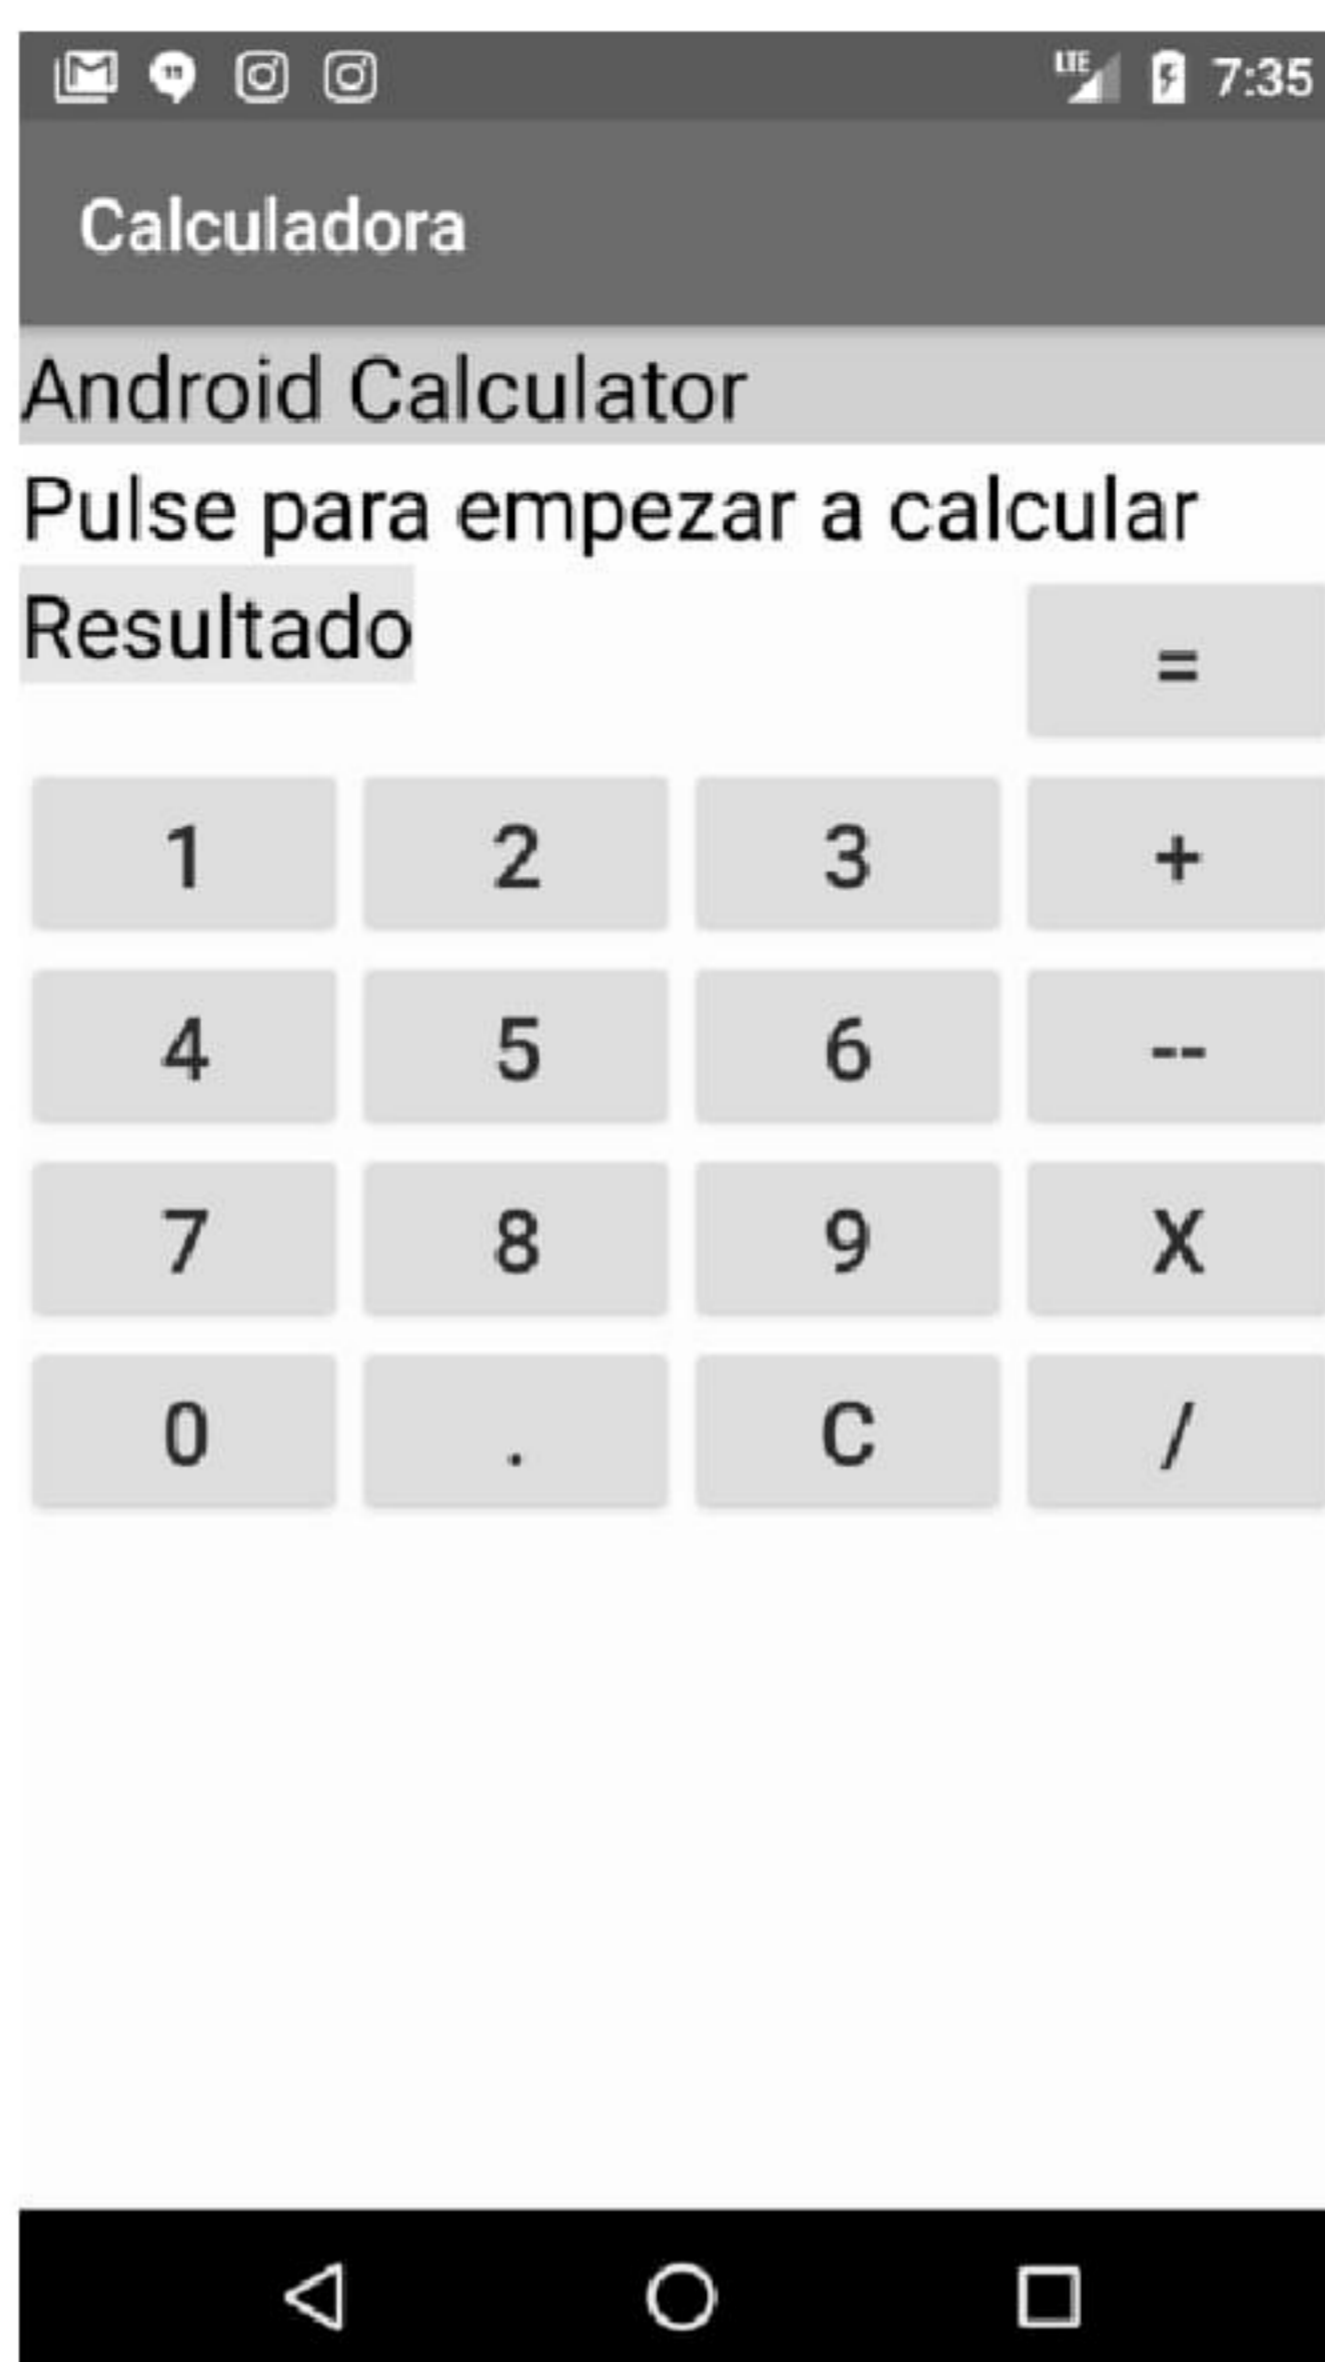 LTE 7:35
Calculadora
Android Calculator
Pulse para empezar a calcular
Resultado =
1 2 3 +
4 5 6 --
7 8 9 X
0 . C /